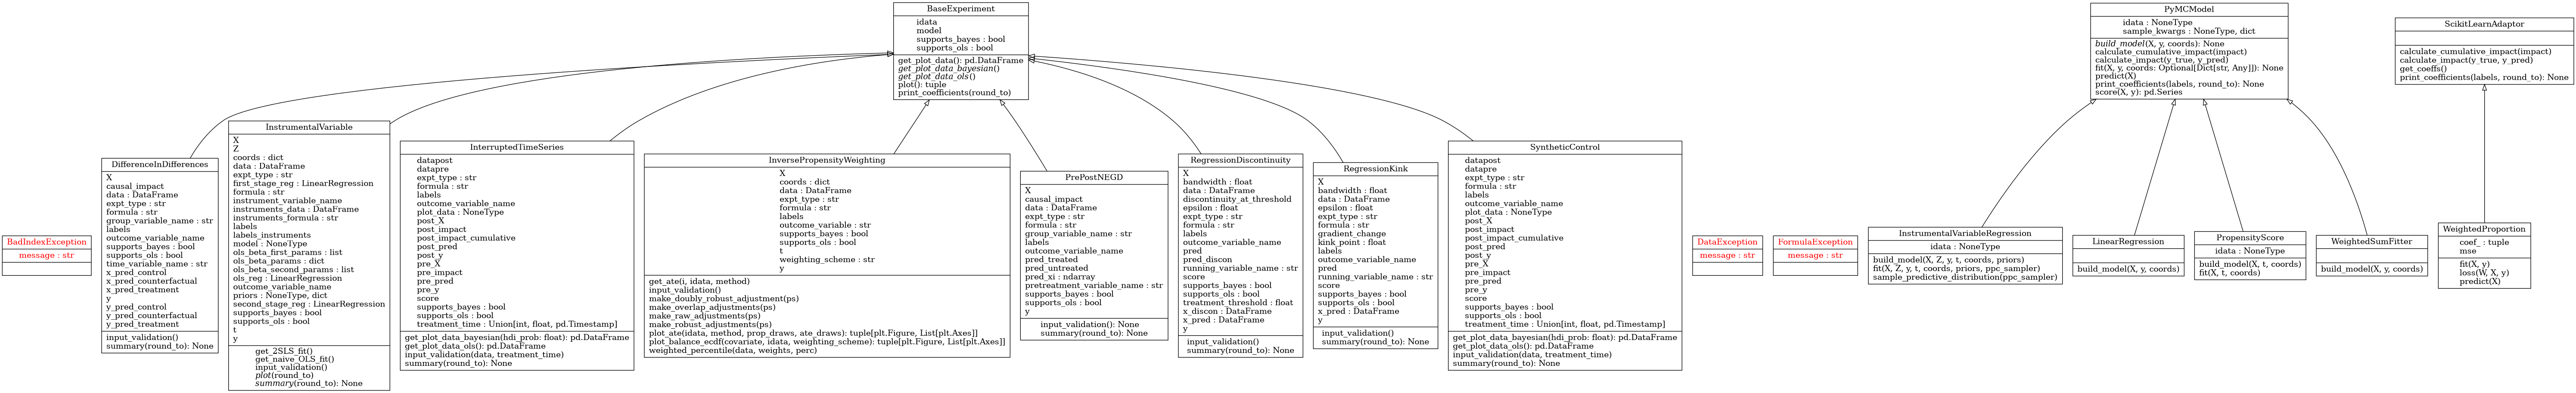 BaseExperiment
idata
model
supports_bayes : bool
supports_ols : bool
get_plot_data(): pd.DataFrame
get_plot_data_bayesian()
get_plot_data_ols()
plot(): tuple
print_coefficients(round_to)
PyMCModel
idata : NoneType
sample_kwargs : NoneType, dict
build_model(X, y, coords): None
calculate_cumulative_impact(impact)
calculate_impact(y_true, y_pred)
fit(X, y, coords: Optional[Dict[str, Any]]): None
predict(X)
print_coefficients(labels, round_to): None
score(X, y): pd.Series
ScikitLearnAdaptor
calculate_cumulative_impact(impact)
calculate_impact(y_true, y_pred)
get_coeffs()
print_coefficients(labels, round_to): None
BadIndexException
message : str
DifferenceInDifferences
X
causal_impact
data : DataFrame
expt_type : str
formula : str
group_variable_name : str
labels
outcome_variable_name
supports_bayes : bool
supports_ols : bool
time_variable_name : str
x_pred_control
x_pred_counterfactual
x_pred_treatment
y
y_pred_control
y_pred_counterfactual
y_pred_treatment
input_validation()
summary(round_to): None
InstrumentalVariable
X
Z
coords : dict
data : DataFrame
expt_type : str
first_stage_reg : LinearRegression
formula : str
instrument_variable_name
instruments_data : DataFrame
instruments_formula : str
labels
labels_instruments
model : NoneType
ols_beta_first_params : list
ols_beta_params : dict
ols_beta_second_params : list
ols_reg : LinearRegression
outcome_variable_name
priors : NoneType, dict
second_stage_reg : LinearRegression
supports_bayes : bool
supports_ols : bool
t
y
get_2SLS_fit()
get_naive_OLS_fit()
input_validation()
plot(round_to)
summary(round_to): None
InterruptedTimeSeries
datapost
datapre
expt_type : str
formula : str
labels
outcome_variable_name
plot_data : NoneType
post_X
post_impact
post_impact_cumulative
post_pred
post_y
pre_X
pre_impact
pre_pred
pre_y
score
supports_bayes : bool
supports_ols : bool
treatment_time : Union[int, float, pd.Timestamp]
get_plot_data_bayesian(hdi_prob: float): pd.DataFrame
get_plot_data_ols(): pd.DataFrame
input_validation(data, treatment_time)
summary(round_to): None
InversePropensityWeighting
X
coords : dict
data : DataFrame
expt_type : str
formula : str
labels
outcome_variable : str
supports_bayes : bool
supports_ols : bool
t
weighting_scheme : str
y
get_ate(i, idata, method)
input_validation()
make_doubly_robust_adjustment(ps)
make_overlap_adjustments(ps)
make_raw_adjustments(ps)
make_robust_adjustments(ps)
plot_ate(idata, method, prop_draws, ate_draws): tuple[plt.Figure, List[plt.Axes]]
plot_balance_ecdf(covariate, idata, weighting_scheme): tuple[plt.Figure, List[plt.Axes]]
weighted_percentile(data, weights, perc)
PrePostNEGD
X
causal_impact
data : DataFrame
expt_type : str
formula : str
group_variable_name : str
labels
outcome_variable_name
pred_treated
pred_untreated
pred_xi : ndarray
pretreatment_variable_name : str
supports_bayes : bool
supports_ols : bool
y
input_validation(): None
summary(round_to): None
RegressionDiscontinuity
X
bandwidth : float
data : DataFrame
discontinuity_at_threshold
epsilon : float
expt_type : str
formula : str
labels
outcome_variable_name
pred
pred_discon
running_variable_name : str
score
supports_bayes : bool
supports_ols : bool
treatment_threshold : float
x_discon : DataFrame
x_pred : DataFrame
y
input_validation()
summary(round_to): None
RegressionKink
X
bandwidth : float
data : DataFrame
epsilon : float
expt_type : str
formula : str
gradient_change
kink_point : float
labels
outcome_variable_name
pred
running_variable_name : str
score
supports_bayes : bool
supports_ols : bool
x_pred : DataFrame
y
input_validation()
summary(round_to): None
SyntheticControl
datapost
datapre
expt_type : str
formula : str
labels
outcome_variable_name
plot_data : NoneType
post_X
post_impact
post_impact_cumulative
post_pred
post_y
pre_X
pre_impact
pre_pred
pre_y
score
supports_bayes : bool
supports_ols : bool
treatment_time : Union[int, float, pd.Timestamp]
get_plot_data_bayesian(hdi_prob: float): pd.DataFrame
get_plot_data_ols(): pd.DataFrame
input_validation(data, treatment_time)
summary(round_to): None
DataException
message : str
FormulaException
message : str
InstrumentalVariableRegression
idata : NoneType
build_model(X, Z, y, t, coords, priors)
fit(X, Z, y, t, coords, priors, ppc_sampler)
sample_predictive_distribution(ppc_sampler)
LinearRegression
build_model(X, y, coords)
PropensityScore
idata : NoneType
build_model(X, t, coords)
fit(X, t, coords)
WeightedSumFitter
build_model(X, y, coords)
WeightedProportion
coef_ : tuple
mse
fit(X, y)
loss(W, X, y)
predict(X)